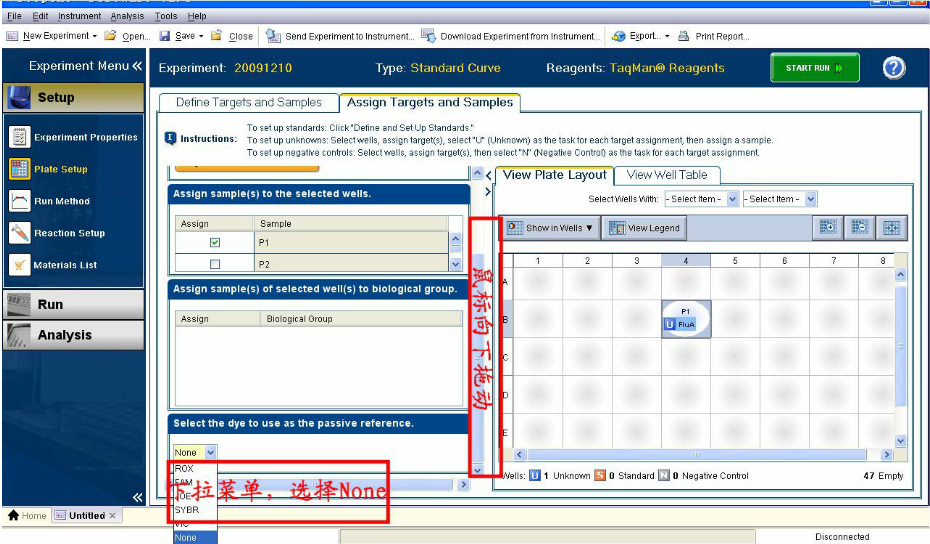 File Edit Instrument Analysis Tools Help
New Experiment Open... Save Close Send Experiment to Instrument... Download Experiment from Instrument... Export... Print Report...
Experiment Menu «
Experiment: 20091210 Type: Standard Curve Reagents: TaqMan® Reagents START RUN
Setup
Define Targets and Samples
Assign Targets and Samples
Instructions:
To set up standards: Click "Define and Set Up Standards."
To set up unknowns: Select wells, assign target(s), select "U" (Unknown) as the task for each target assignment, then assign a sample.
To set up negative controls: Select wells, assign target(s), then select "N" (Negative Control) as the task for each target assignment.
Experiment Properties
Plate Setup
Run Method
Reaction Setup
Materials List
Run
Analysis
Assign sample(s) to the selected wells.
Assign Sample
P1
P2
Assign sample(s) of selected well(s) to biological group.
Assign Biological Group
Select the dye to use as the passive reference.
None
ROX
FAM
JOE
SYBR
VIC
None
下拉菜单，选择None
鼠标向下拖动
View Plate Layout
View Well Table
Select Wells With: - Select Item - - Select Item -
Show in Wells ▼
View Legend
1 2 3 4 5 6 7 8
A
B
P1
U FluA
C
D
E
Wells: U 1 Unknown S 0 Standard N 0 Negative Control 47 Empty
Home
Untitled ×
Disconnected